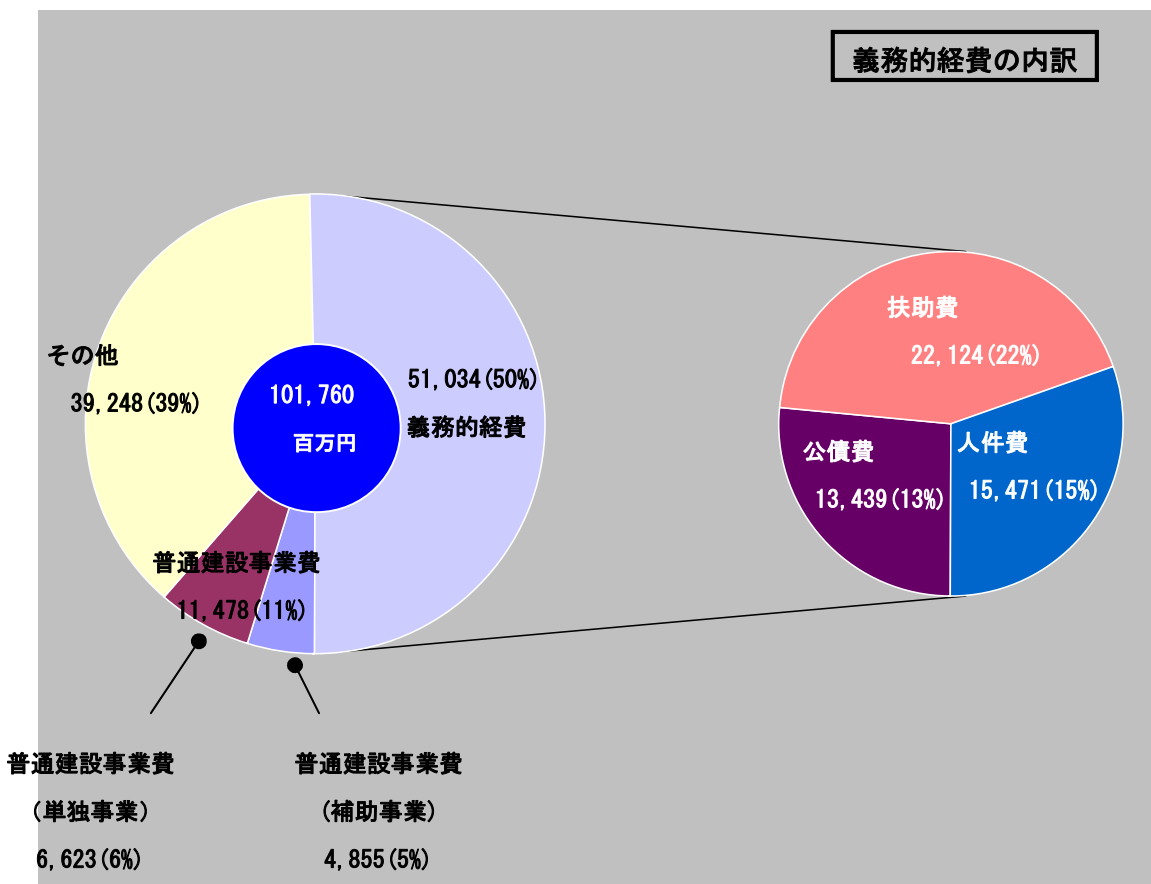 義務的経費の内訳
その他
39,248(39%)
101,760
百万円
51,034(50%)
義務的経費
扶助費
22,124(22%)
公債費
13,439(13%)
人件費
15,471(15%)
普通建設事業費
11,478(11%)
普通建設事業費
(単独事業)
6,623(6%)
普通建設事業費
(補助事業)
4,855(5%)